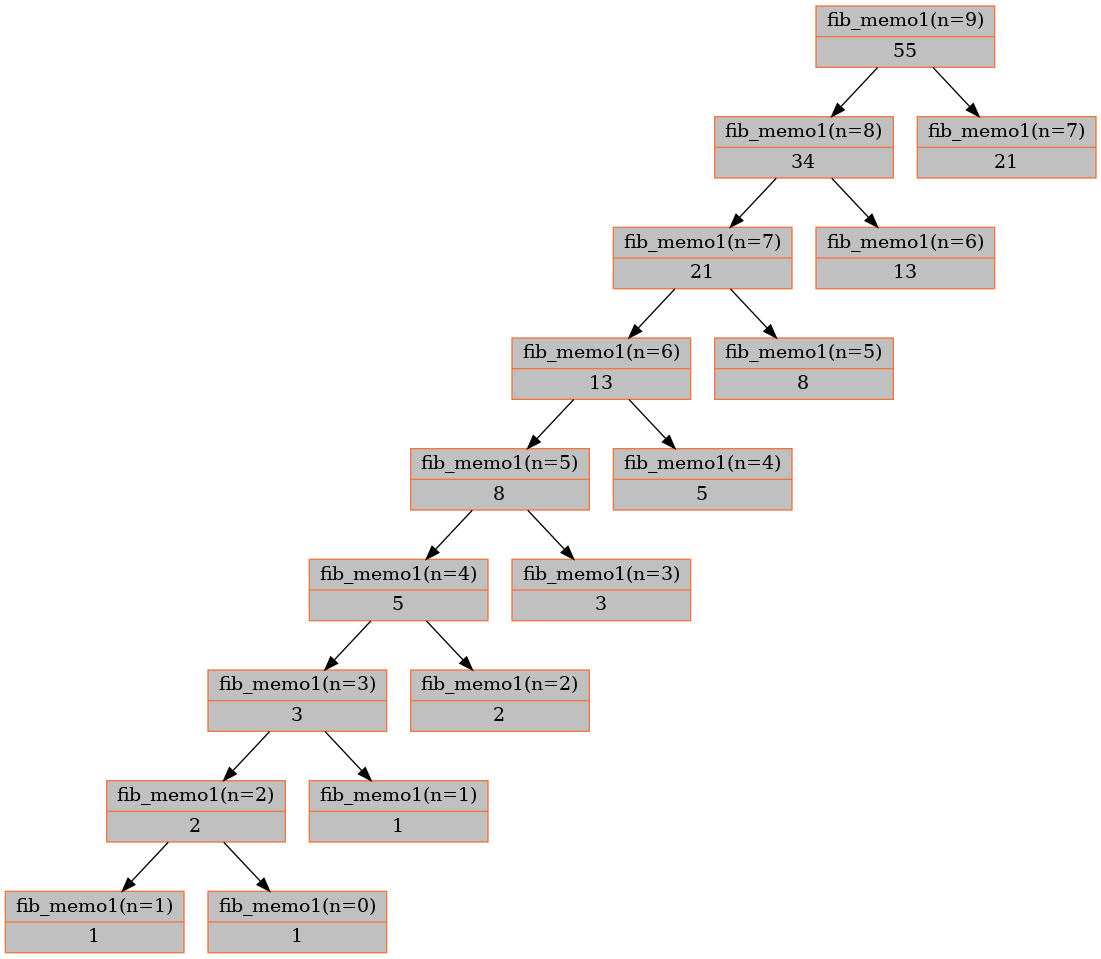 fib_memo1(n=9)
55
fib_memo1(n=8)
34
fib_memo1(n=7)
21
fib_memo1(n=7)
21
fib_memo1(n=6)
13
fib_memo1(n=6)
13
fib_memo1(n=5)
8
fib_memo1(n=5)
8
fib_memo1(n=4)
5
fib_memo1(n=4)
5
fib_memo1(n=3)
3
fib_memo1(n=3)
3
fib_memo1(n=2)
2
fib_memo1(n=2)
2
fib_memo1(n=1)
1
fib_memo1(n=1)
1
fib_memo1(n=0)
1